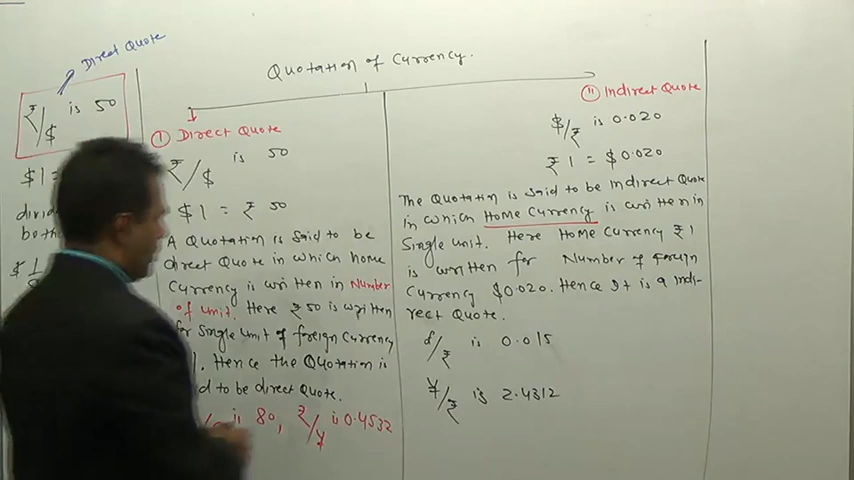 Direct Quote
₹/$ is 50
$1 =
divid
both
$ 1/
Quotation of Currency.
① Direct Quote
₹/$ is 50
$1 = ₹ 50
A Quotation is said to be
direct Quote in which home
Currency is written in Number
of unit. Here ₹50 is written
for Single unit of foreign Currency
1. Hence the Quotation is
to be direct Quote.
is 80, ₹/¥ is 0.4532
⑪ Indirect Quote
$/₹ is 0.020
₹ 1 = $0.020
The Quotation is said to be Indirect Quote
in which Home Currency is written in
Single unit. Here Home Currency ₹1
is written for Number of Foreign
Currency $0.020. Hence It is a Indi-
rect Quote.
/₹ is 0.015
¥/₹ is 2.4312